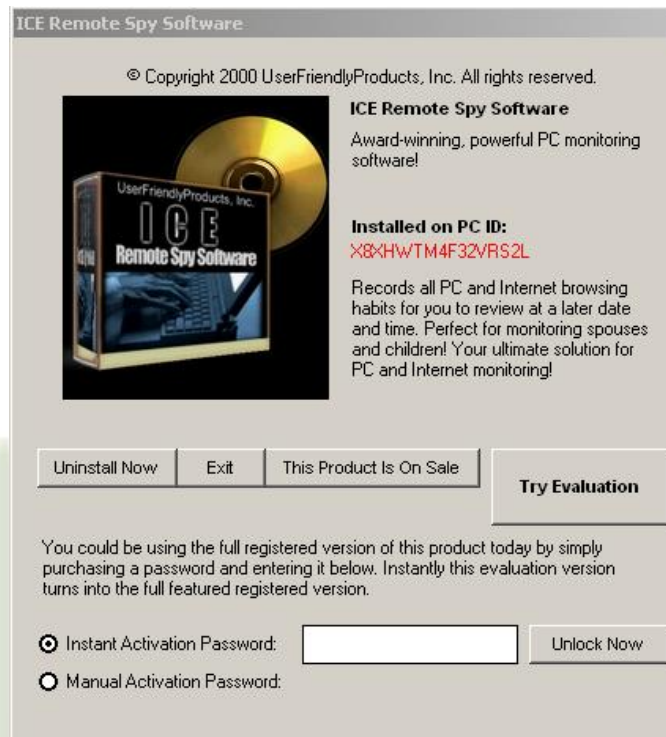 ICE Remote Spy Software
© Copyright 2000 UserFriendlyProducts, Inc. All rights reserved.
UserFriendlyProducts, Inc.
ICE
Remote Spy Software
ICE Remote Spy Software
Award-winning, powerful PC monitoring
software!
Installed on PC ID:
X8XHWTM4F32VRS2L
Records all PC and Internet browsing
habits for you to review at a later date
and time. Perfect for monitoring spouses
and children! Your ultimate solution for
PC and Internet monitoring!
Uninstall Now
Exit
This Product Is On Sale
Try Evaluation
You could be using the full registered version of this product today by simply
purchasing a password and entering it below. Instantly this evaluation version
turns into the full featured registered version.
Instant Activation Password:
Unlock Now
Manual Activation Password: